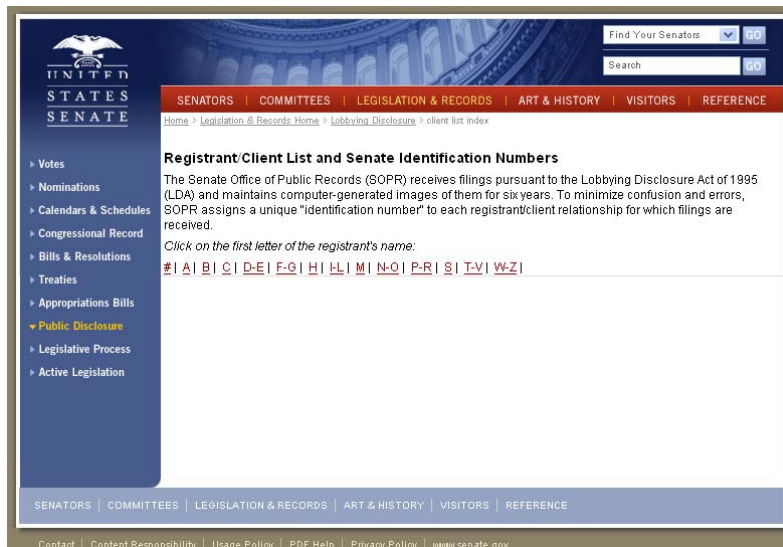 UNITED
STATES
SENATE
Find Your Senators
GO
Search
GO
SENATORS | COMMITTEES | LEGISLATION & RECORDS | ART & HISTORY | VISITORS | REFERENCE
Home > Legislation & Records Home > Lobbying Disclosure > client list index
Votes
Nominations
Calendars & Schedules
Congressional Record
Bills & Resolutions
Treaties
Appropriations Bills
Public Disclosure
Legislative Process
Active Legislation
Registrant/Client List and Senate Identification Numbers
The Senate Office of Public Records (SOPR) receives filings pursuant to the Lobbying Disclosure Act of 1995
(LDA) and maintains computer-generated images of them for six years. To minimize confusion and errors,
SOPR assigns a unique "identification number" to each registrant/client relationship for which filings are
received.
Click on the first letter of the registrant's name:
# | A | B | C | D-E | F-G | H | I-L | M | N-O | P-R | S | T-V | W-Z |
SENATORS | COMMITTEES | LEGISLATION & RECORDS | ART & HISTORY | VISITORS | REFERENCE
Contact | Content Responsibility | Usage Policy | PDF Help | Privacy Policy | www.senate.gov